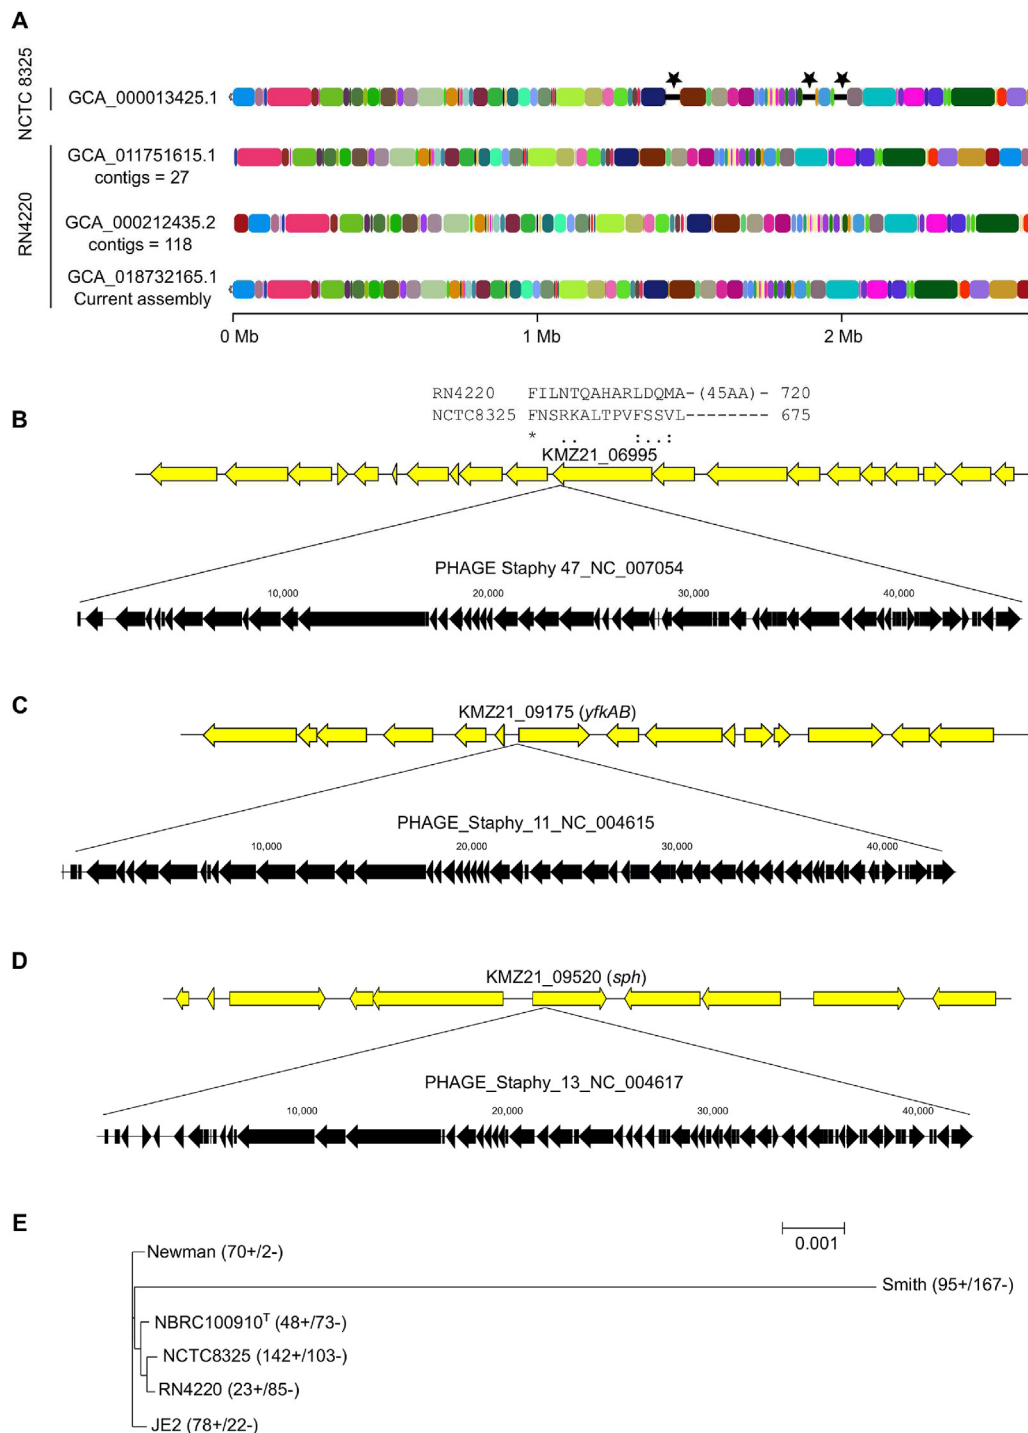 A
NCTC 8325
GCA_000013425.1
RN4220
GCA_011751615.1
contigs = 27
GCA_000212435.2
contigs = 118
GCA_018732165.1
Current assembly
0 Mb 1 Mb 2 Mb
B
RN4220 FILNTQAHARLDQMA-(45AA)- 720
NCTC8325 FNSRKALTPVFSSVL-------- 675
* .. :..:
KMZ21_06995
PHAGE Staphy 47_NC_007054
10,000 20,000 30,000 40,000
C
KMZ21_09175 (yfkAB)
PHAGE_Staphy_11_NC_004615
10,000 20,000 30,000 40,000
D
KMZ21_09520 (sph)
PHAGE_Staphy_13_NC_004617
10,000 20,000 30,000 40,000
E
0.001
Newman (70+/2-)
Smith (95+/167-)
NBRC100910ᵀ (48+/73-)
NCTC8325 (142+/103-)
RN4220 (23+/85-)
JE2 (78+/22-)